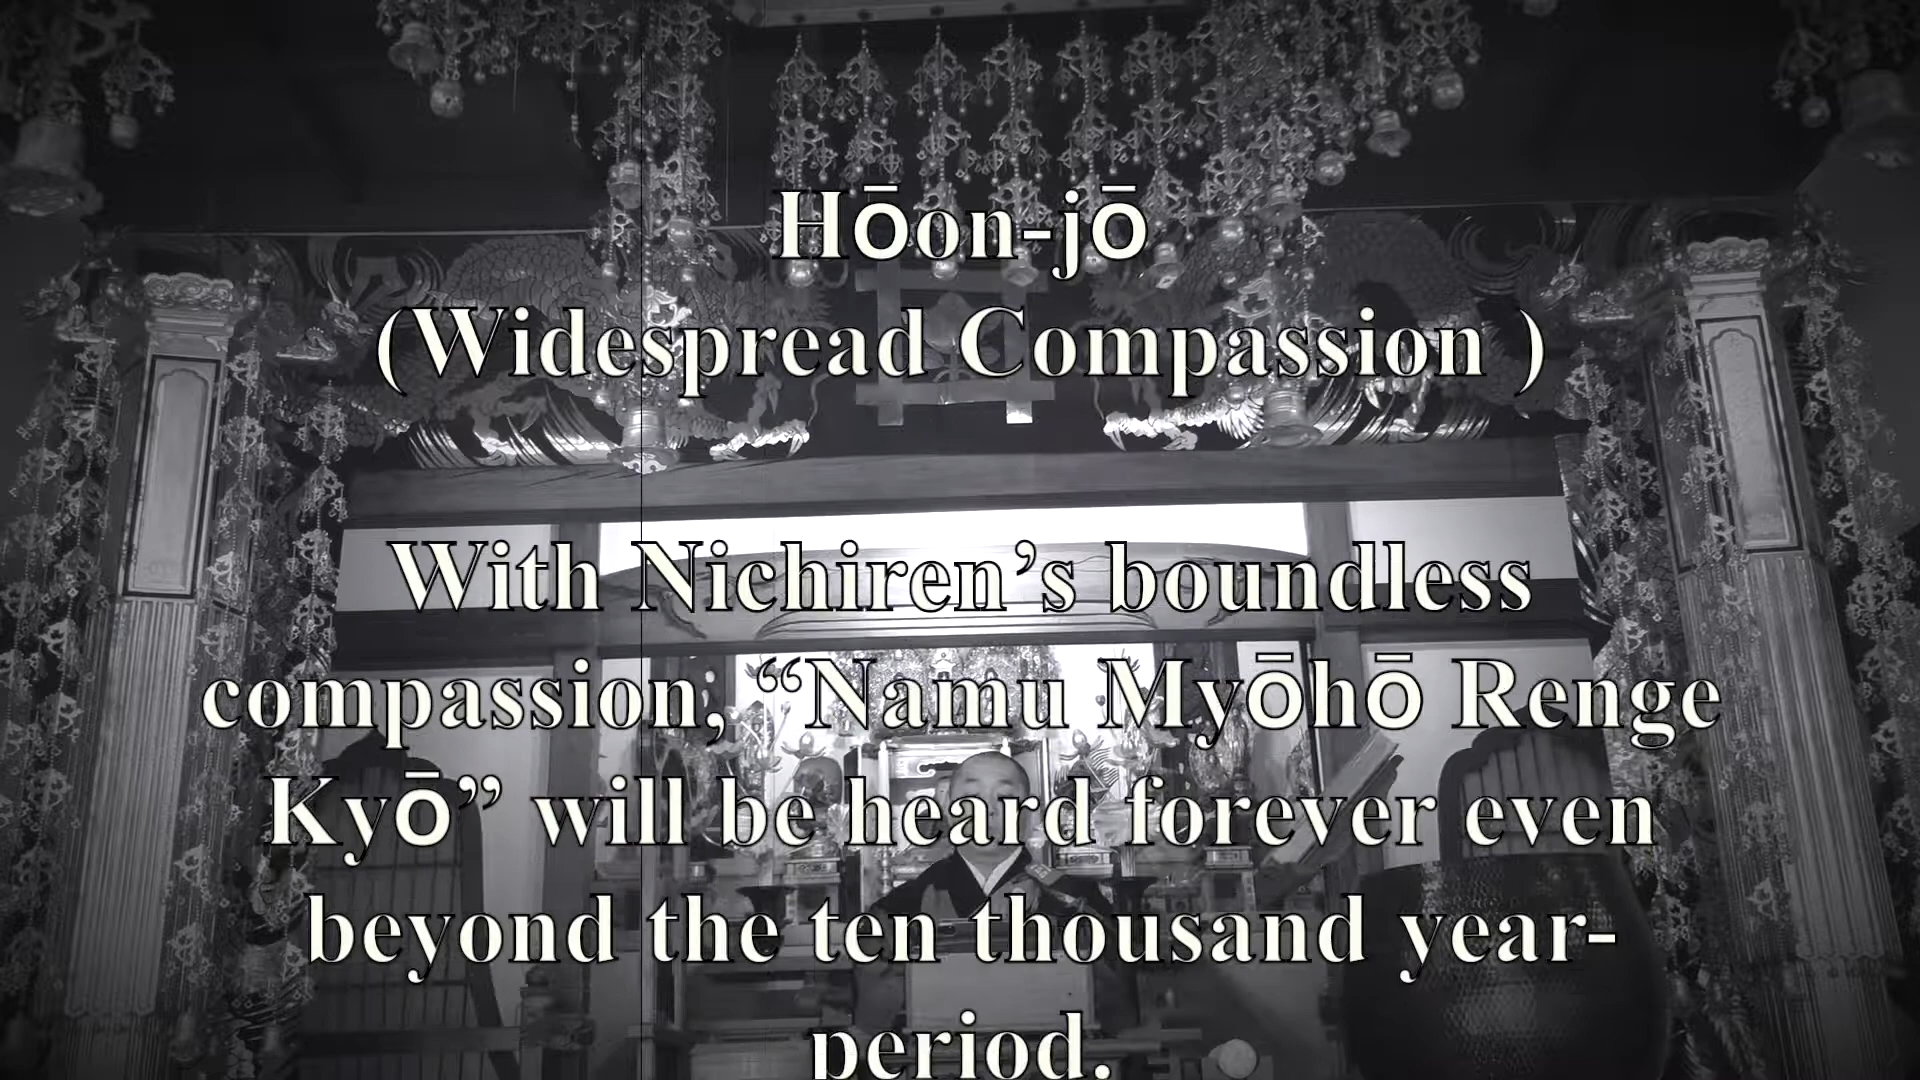 Hōon-jō
(Widespread Compassion )
With Nichiren’s boundless
compassion, “Namu Myōhō Renge
Kyō” will be heard forever even
beyond the ten thousand year-
period.